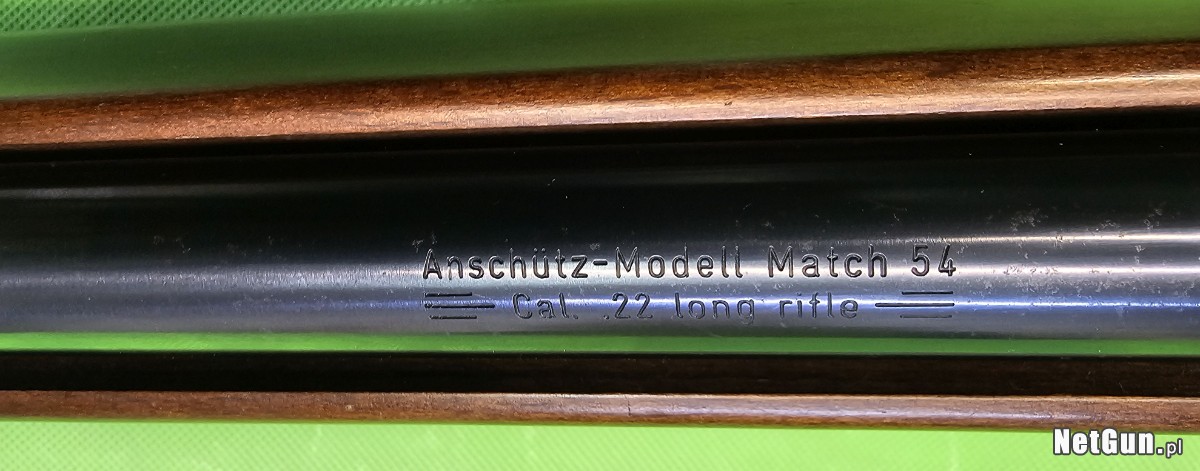 Anschütz-Modell Match 54
Cal. .22 long rifle
NetGun.pl